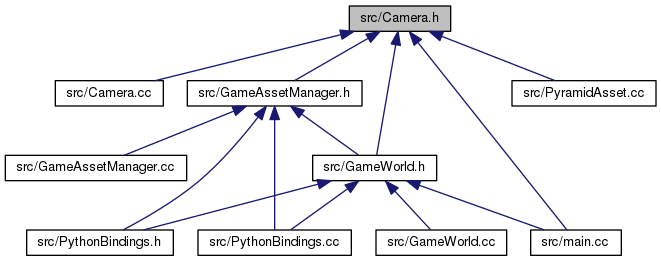 src/Camera.h
src/Camera.cc
src/GameAssetManager.h
src/PyramidAsset.cc
src/GameAssetManager.cc
src/GameWorld.h
src/PythonBindings.h
src/PythonBindings.cc
src/GameWorld.cc
src/main.cc